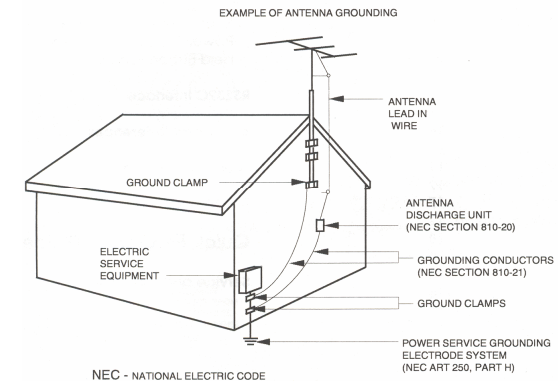 EXAMPLE OF ANTENNA GROUNDING
ANTENNA
LEAD IN
WIRE
GROUND CLAMP
ANTENNA
DISCHARGE UNIT
(NEC SECTION 810-20)
ELECTRIC
SERVICE
EQUIPMENT
GROUNDING CONDUCTORS
(NEC SECTION 810-21)
GROUND CLAMPS
POWER SERVICE GROUNDING
ELECTRODE SYSTEM
(NEC ART 250, PART H)
NEC - NATIONAL ELECTRIC CODE